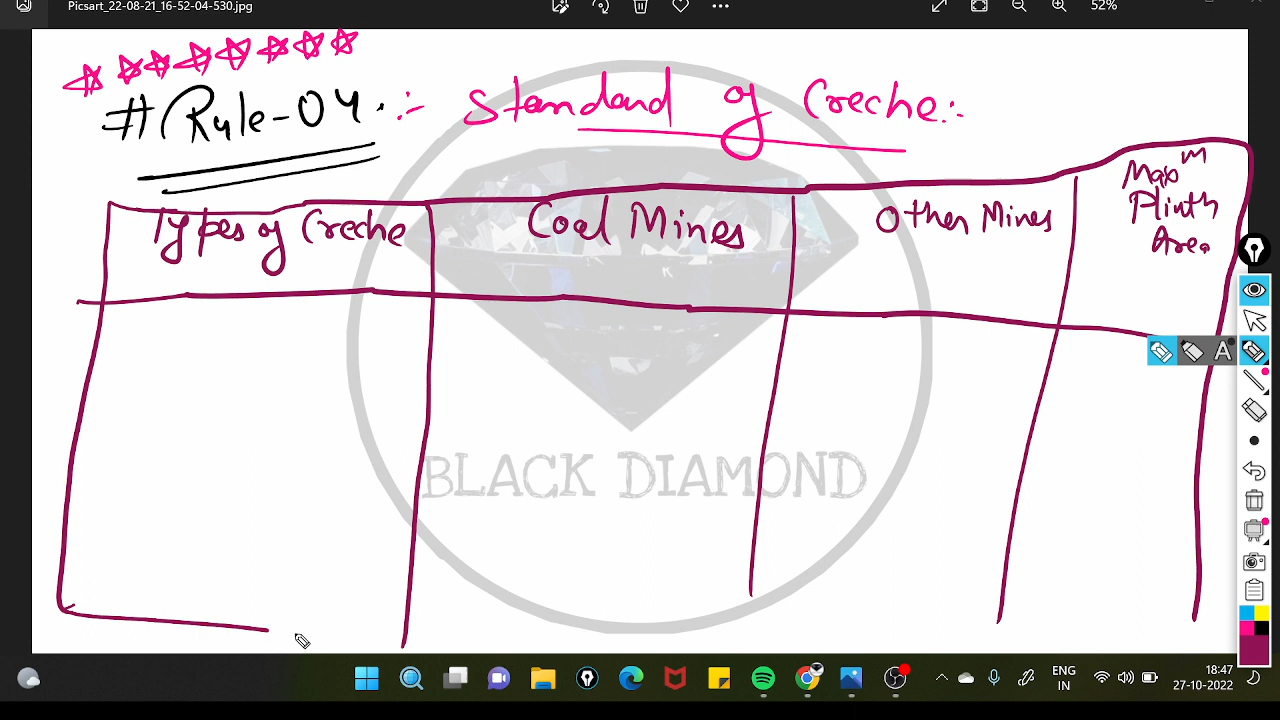 Picsart_22-08-21_16-52-04-530.jpg
52%
#Rule-04 :- Standard of Creche:-
Types of Creche
Coal Mines
Other Mines
Max^m
Plinth
Area
BLACK DIAMOND
A
ENG
IN
18:47
27-10-2022